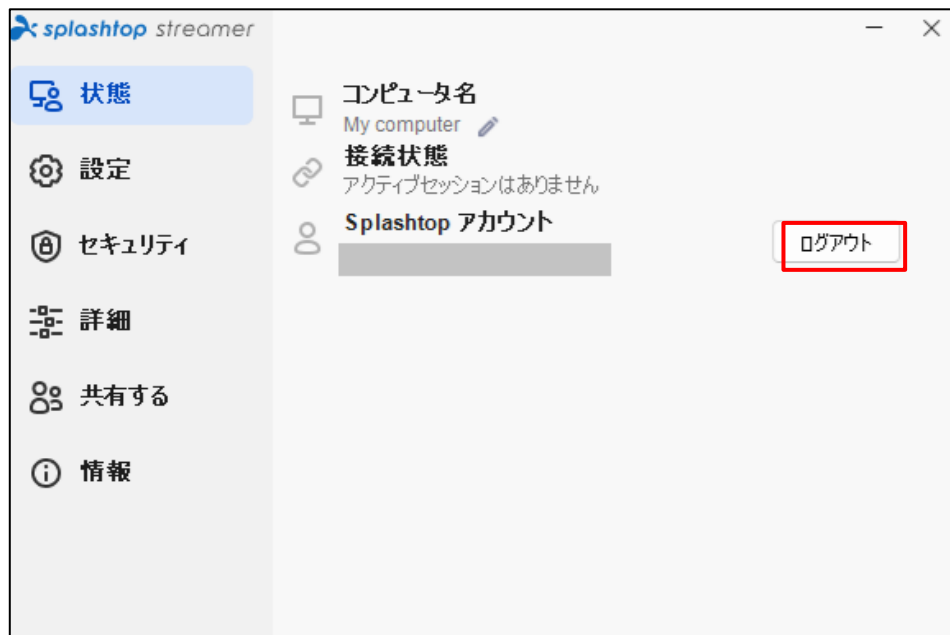 splashtop streamer
状態
設定
セキュリティ
詳細
共有する
情報
コンピュータ名
My computer
接続状態
アクティブセッションはありません
Splashtop アカウント
ログアウト